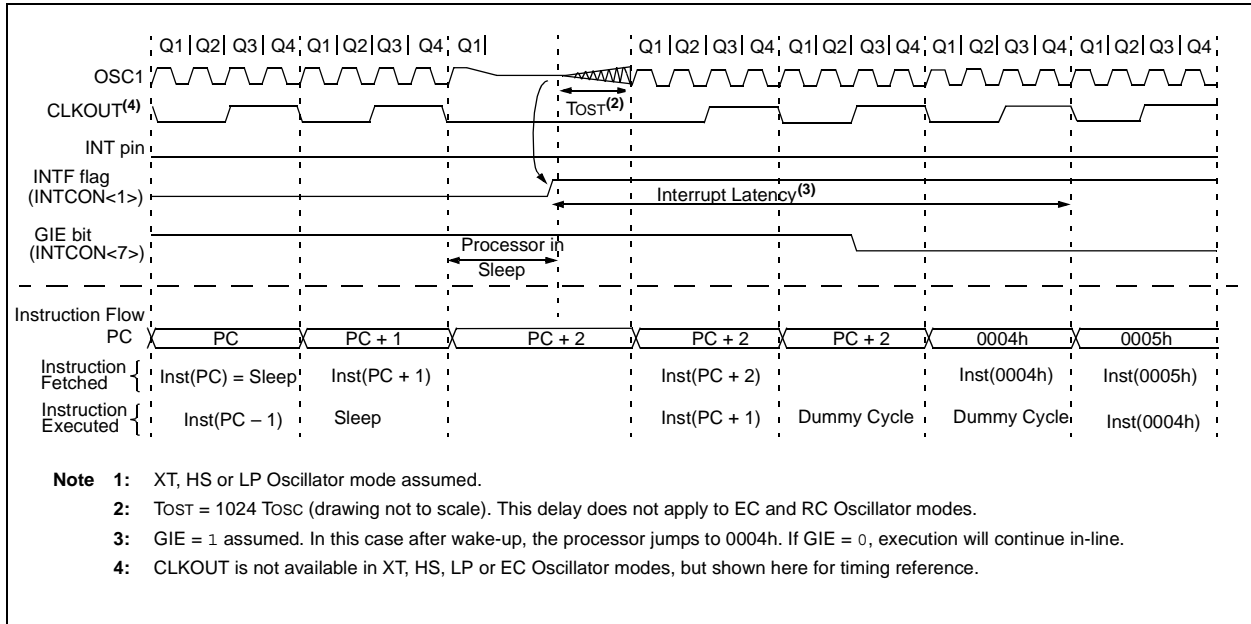 Q1 Q2 Q3 Q4 Q1 Q2 Q3 Q4 Q1 Q1 Q2 Q3 Q4 Q1 Q2 Q3 Q4 Q1 Q2 Q3 Q4 Q1 Q2 Q3 Q4
OSC1
CLKOUT(4)
TOST(2)
INT pin
INTF flag
(INTCON<1>)
Interrupt Latency(3)
GIE bit
(INTCON<7>)
Processor in
Sleep
Instruction Flow
PC PC PC + 1 PC + 2 PC + 2 PC + 2 0004h 0005h
Instruction
Fetched
Inst(PC) = Sleep Inst(PC + 1) Inst(PC + 2) Inst(0004h) Inst(0005h)
Instruction
Executed
Inst(PC – 1) Sleep Inst(PC + 1) Dummy Cycle Dummy Cycle Inst(0004h)
Note 1: XT, HS or LP Oscillator mode assumed.
2: TOST = 1024 TOSC (drawing not to scale). This delay does not apply to EC and RC Oscillator modes.
3: GIE = 1 assumed. In this case after wake-up, the processor jumps to 0004h. If GIE = 0, execution will continue in-line.
4: CLKOUT is not available in XT, HS, LP or EC Oscillator modes, but shown here for timing reference.